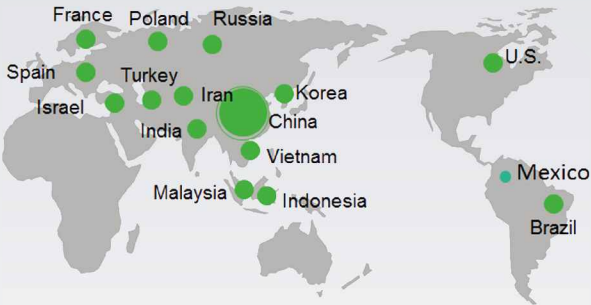 France
Poland
Russia
U.S.
Spain
Turkey
Israel
Iran
Korea
China
India
Vietnam
Mexico
Malaysia
Indonesia
Brazil